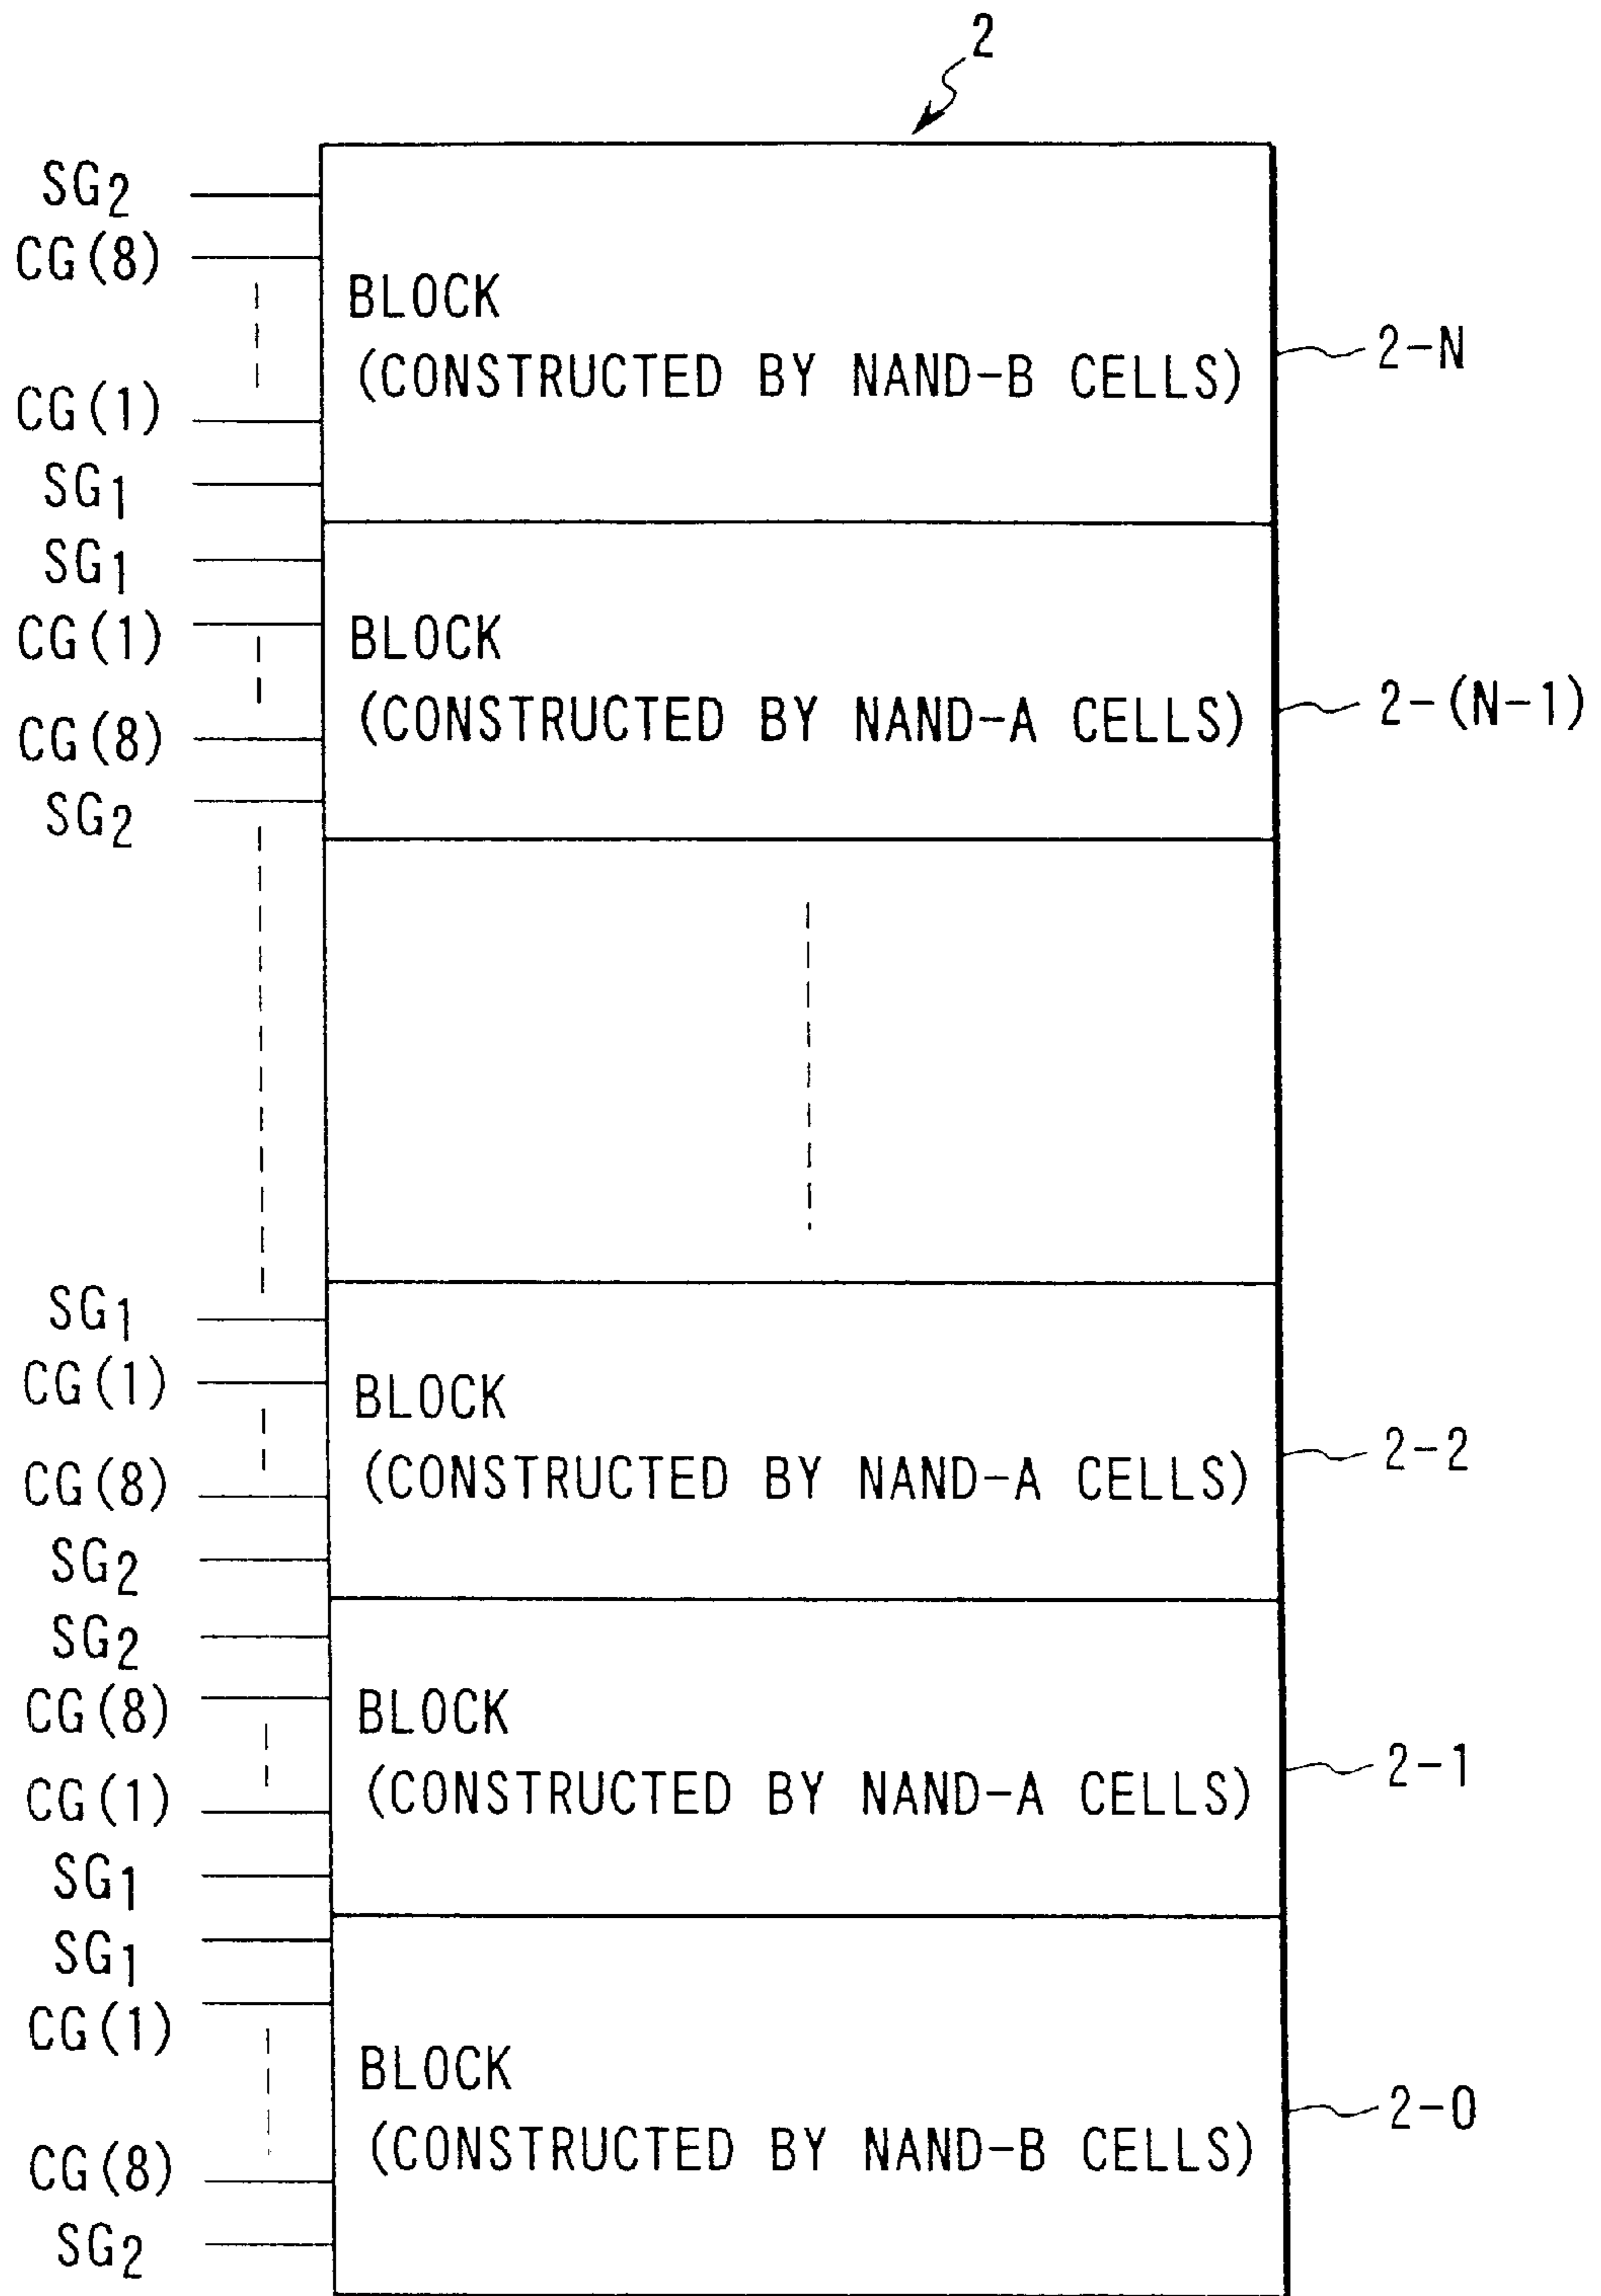 2
SG2
CG(8)
BLOCK
(CONSTRUCTED BY NAND-B CELLS)
2-N
CG(1)
SG1
SG1
CG(1)
BLOCK
(CONSTRUCTED BY NAND-A CELLS)
2-(N-1)
CG(8)
SG2
SG1
CG(1)
BLOCK
(CONSTRUCTED BY NAND-A CELLS)
2-2
CG(8)
SG2
SG2
CG(8)
BLOCK
(CONSTRUCTED BY NAND-A CELLS)
2-1
CG(1)
SG1
SG1
CG(1)
BLOCK
(CONSTRUCTED BY NAND-B CELLS)
2-0
CG(8)
SG2